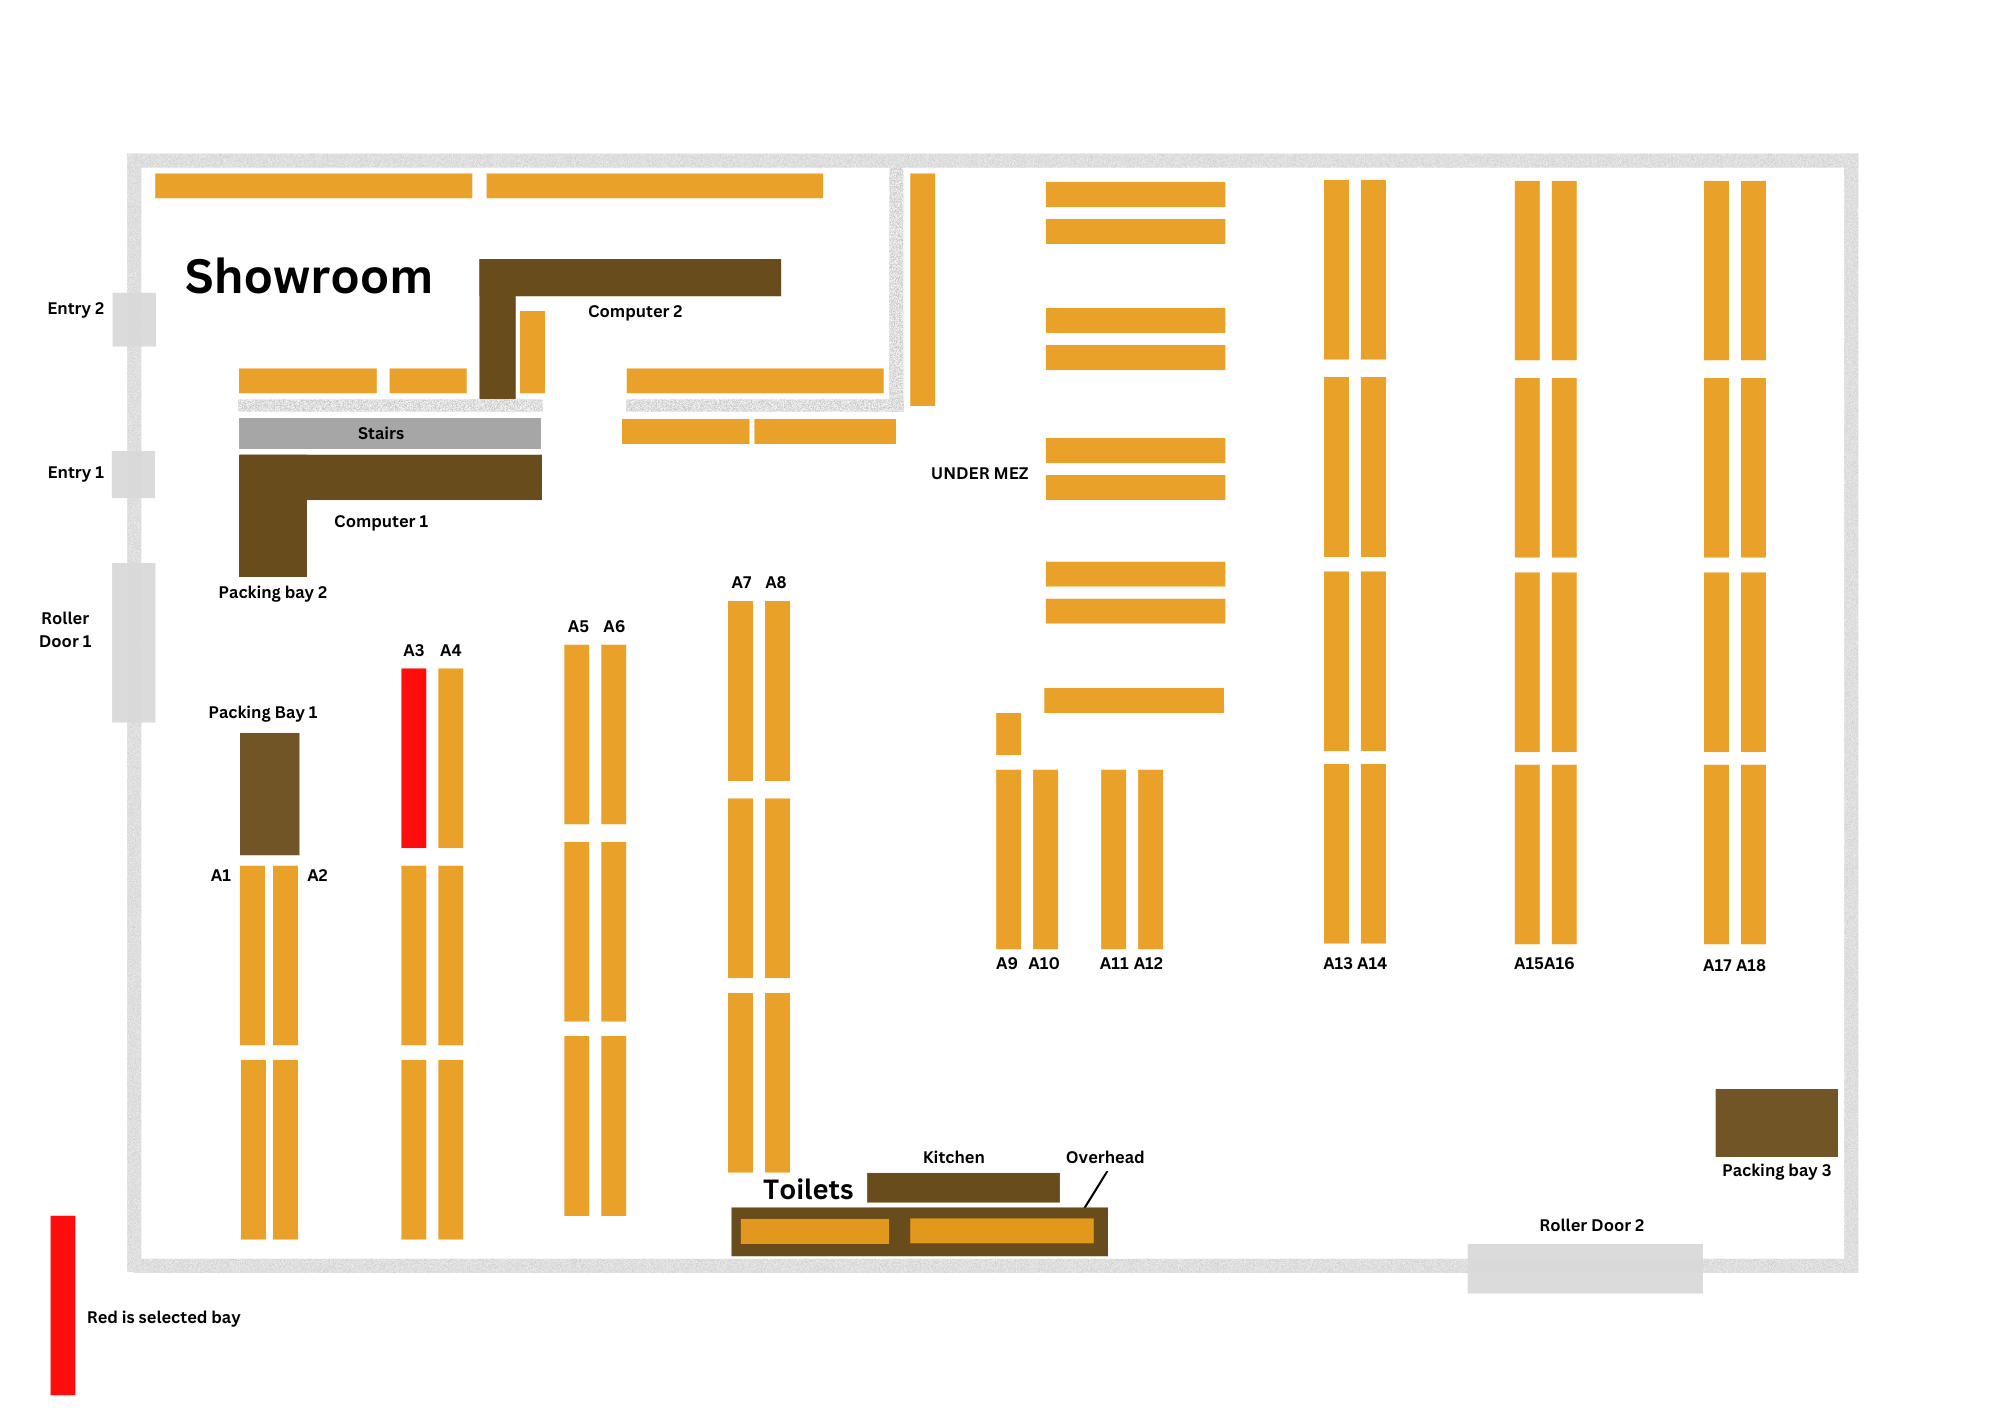 Showroom
Entry 2
Computer 2
Stairs
Entry 1
UNDER MEZ
Computer 1
Packing bay 2
A7 A8
Roller
Door 1
A5 A6
A3 A4
Packing Bay 1
A1 A2
A9 A10 A11 A12 A13 A14 A15 A16 A17 A18
Kitchen
Overhead
Toilets
Packing bay 3
Roller Door 2
Red is selected bay